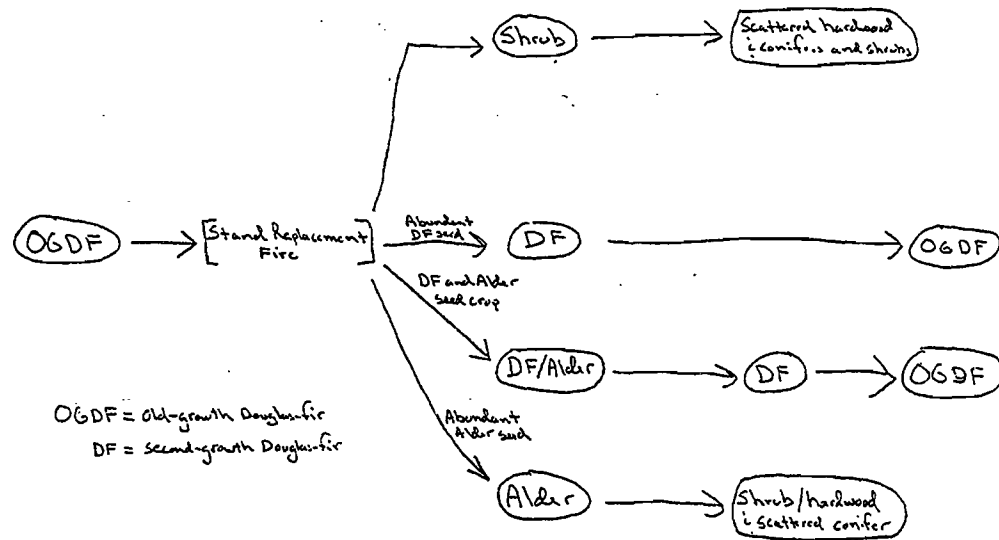 Shrub
Scattered hardwood
conifers and shrubs
OGDF
[Stand Replacement
Fire]
Abundant
DF seed
DF
OGDF
DF and Alder
seed crop
DF/Alder
DF
OGDF
OGDF = old-growth Douglas-fir
DF = second-growth Douglas-fir
Abundant
Alder seed
Alder
Shrub/hardwood
scattered conifer